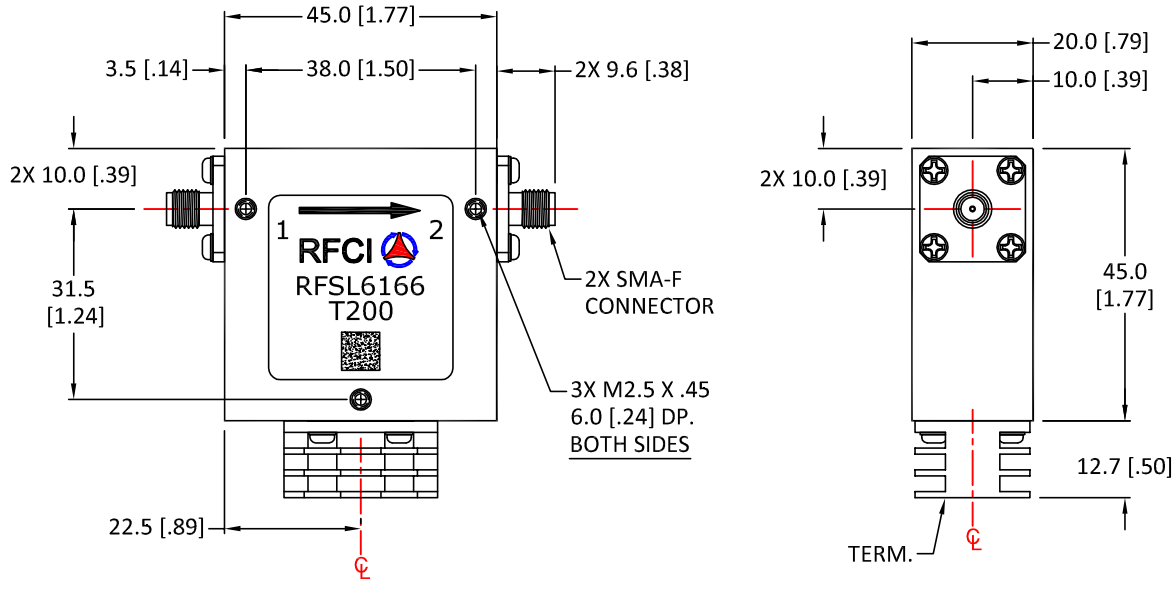 45.0 [1.77]
3.5 [.14]
38.0 [1.50]
2X 9.6 [.38]
2X 10.0 [.39]
1
2
RFCI
RFSL6166
T200
31.5
[1.24]
2X SMA-F
CONNECTOR
3X M2.5 X .45
6.0 [.24] DP.
BOTH SIDES
22.5 [.89]
CL
20.0 [.79]
10.0 [.39]
2X 10.0 [.39]
45.0
[1.77]
12.7 [.50]
TERM.
CL